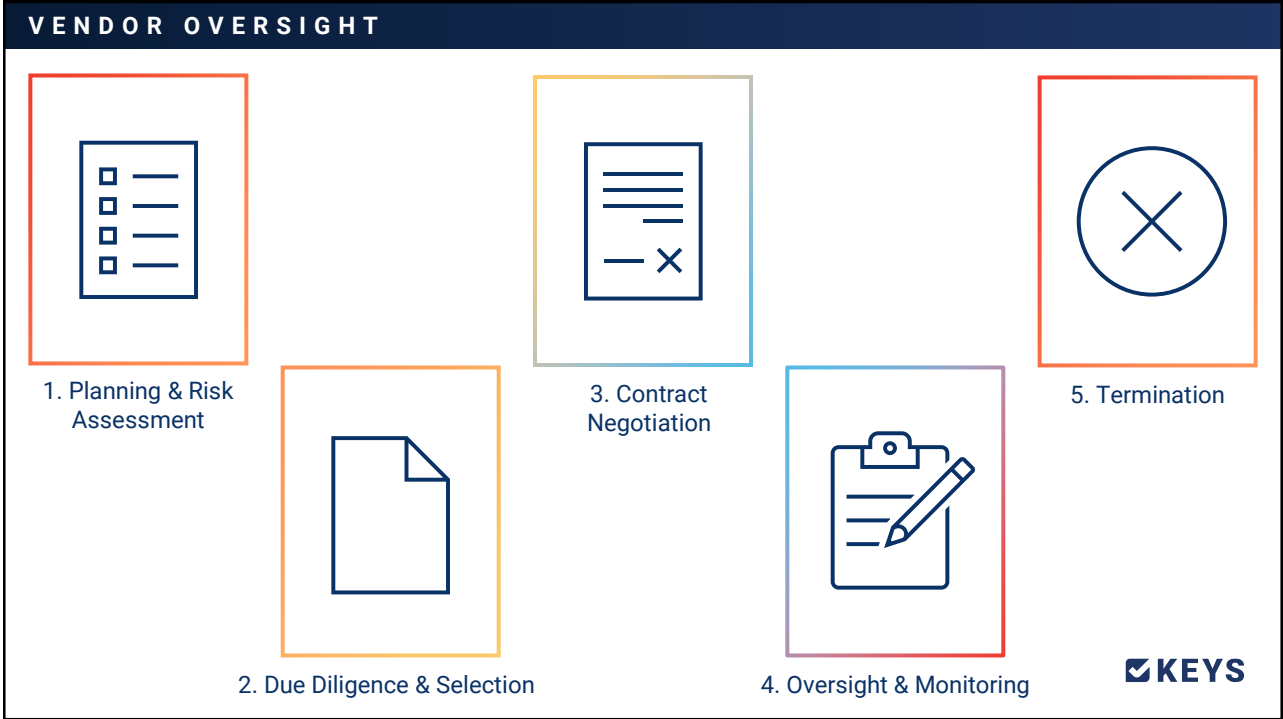 VENDOR OVERSIGHT
1. Planning & Risk
Assessment
2. Due Diligence & Selection
3. Contract
Negotiation
4. Oversight & Monitoring
5. Termination
KEYS